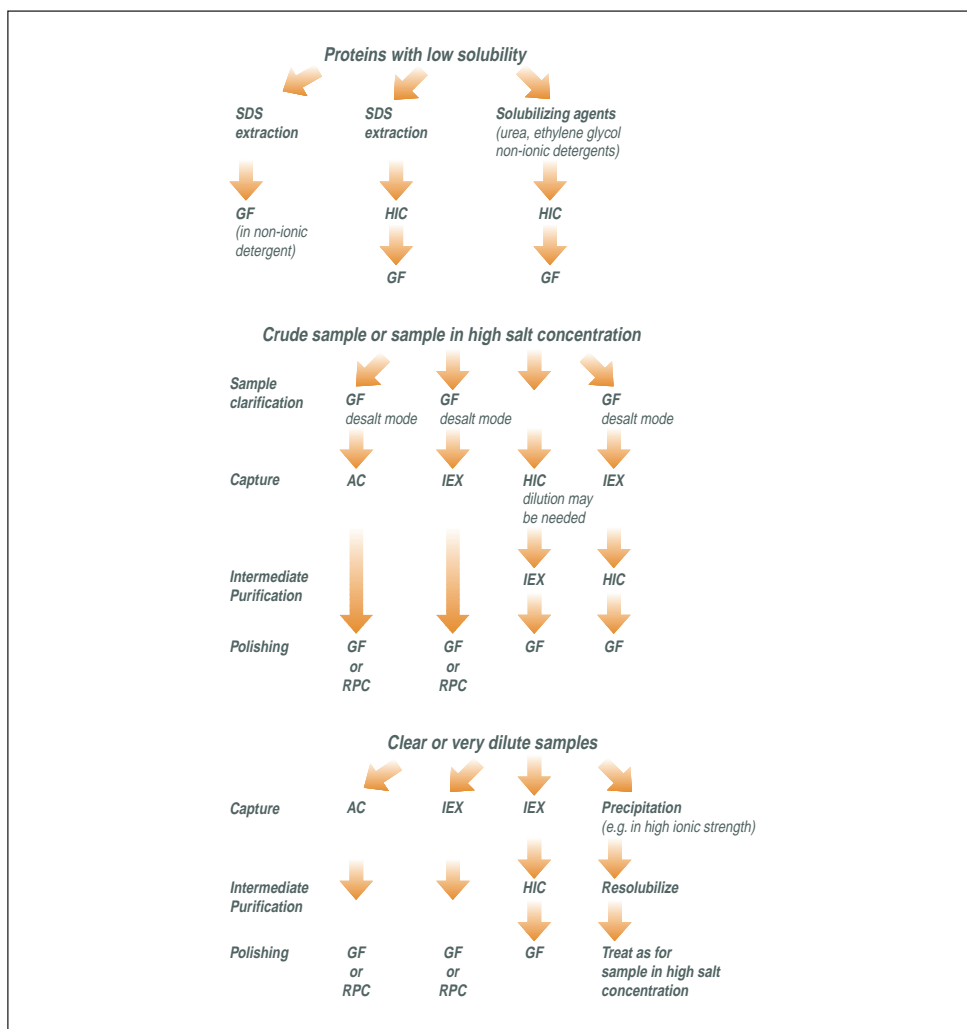 Proteins with low solubility
SDS
extraction
SDS
extraction
Solubilizing agents
(urea, ethylene glycol
non-ionic detergents)
GF
(in non-ionic
detergent)
HIC
HIC
GF
GF
Crude sample or sample in high salt concentration
Sample
clarification
GF
desalt mode
GF
desalt mode
GF
desalt mode
Capture
AC
IEX
HIC
dilution may
be needed
IEX
Intermediate
Purification
IEX
HIC
Polishing
GF
or
RPC
GF
or
RPC
GF
GF
Clear or very dilute samples
Capture
AC
IEX
IEX
Precipitation
(e.g. in high ionic strength)
Intermediate
Purification
HIC
Resolubilize
Polishing
GF
or
RPC
GF
or
RPC
GF
Treat as for
sample in high salt
concentration